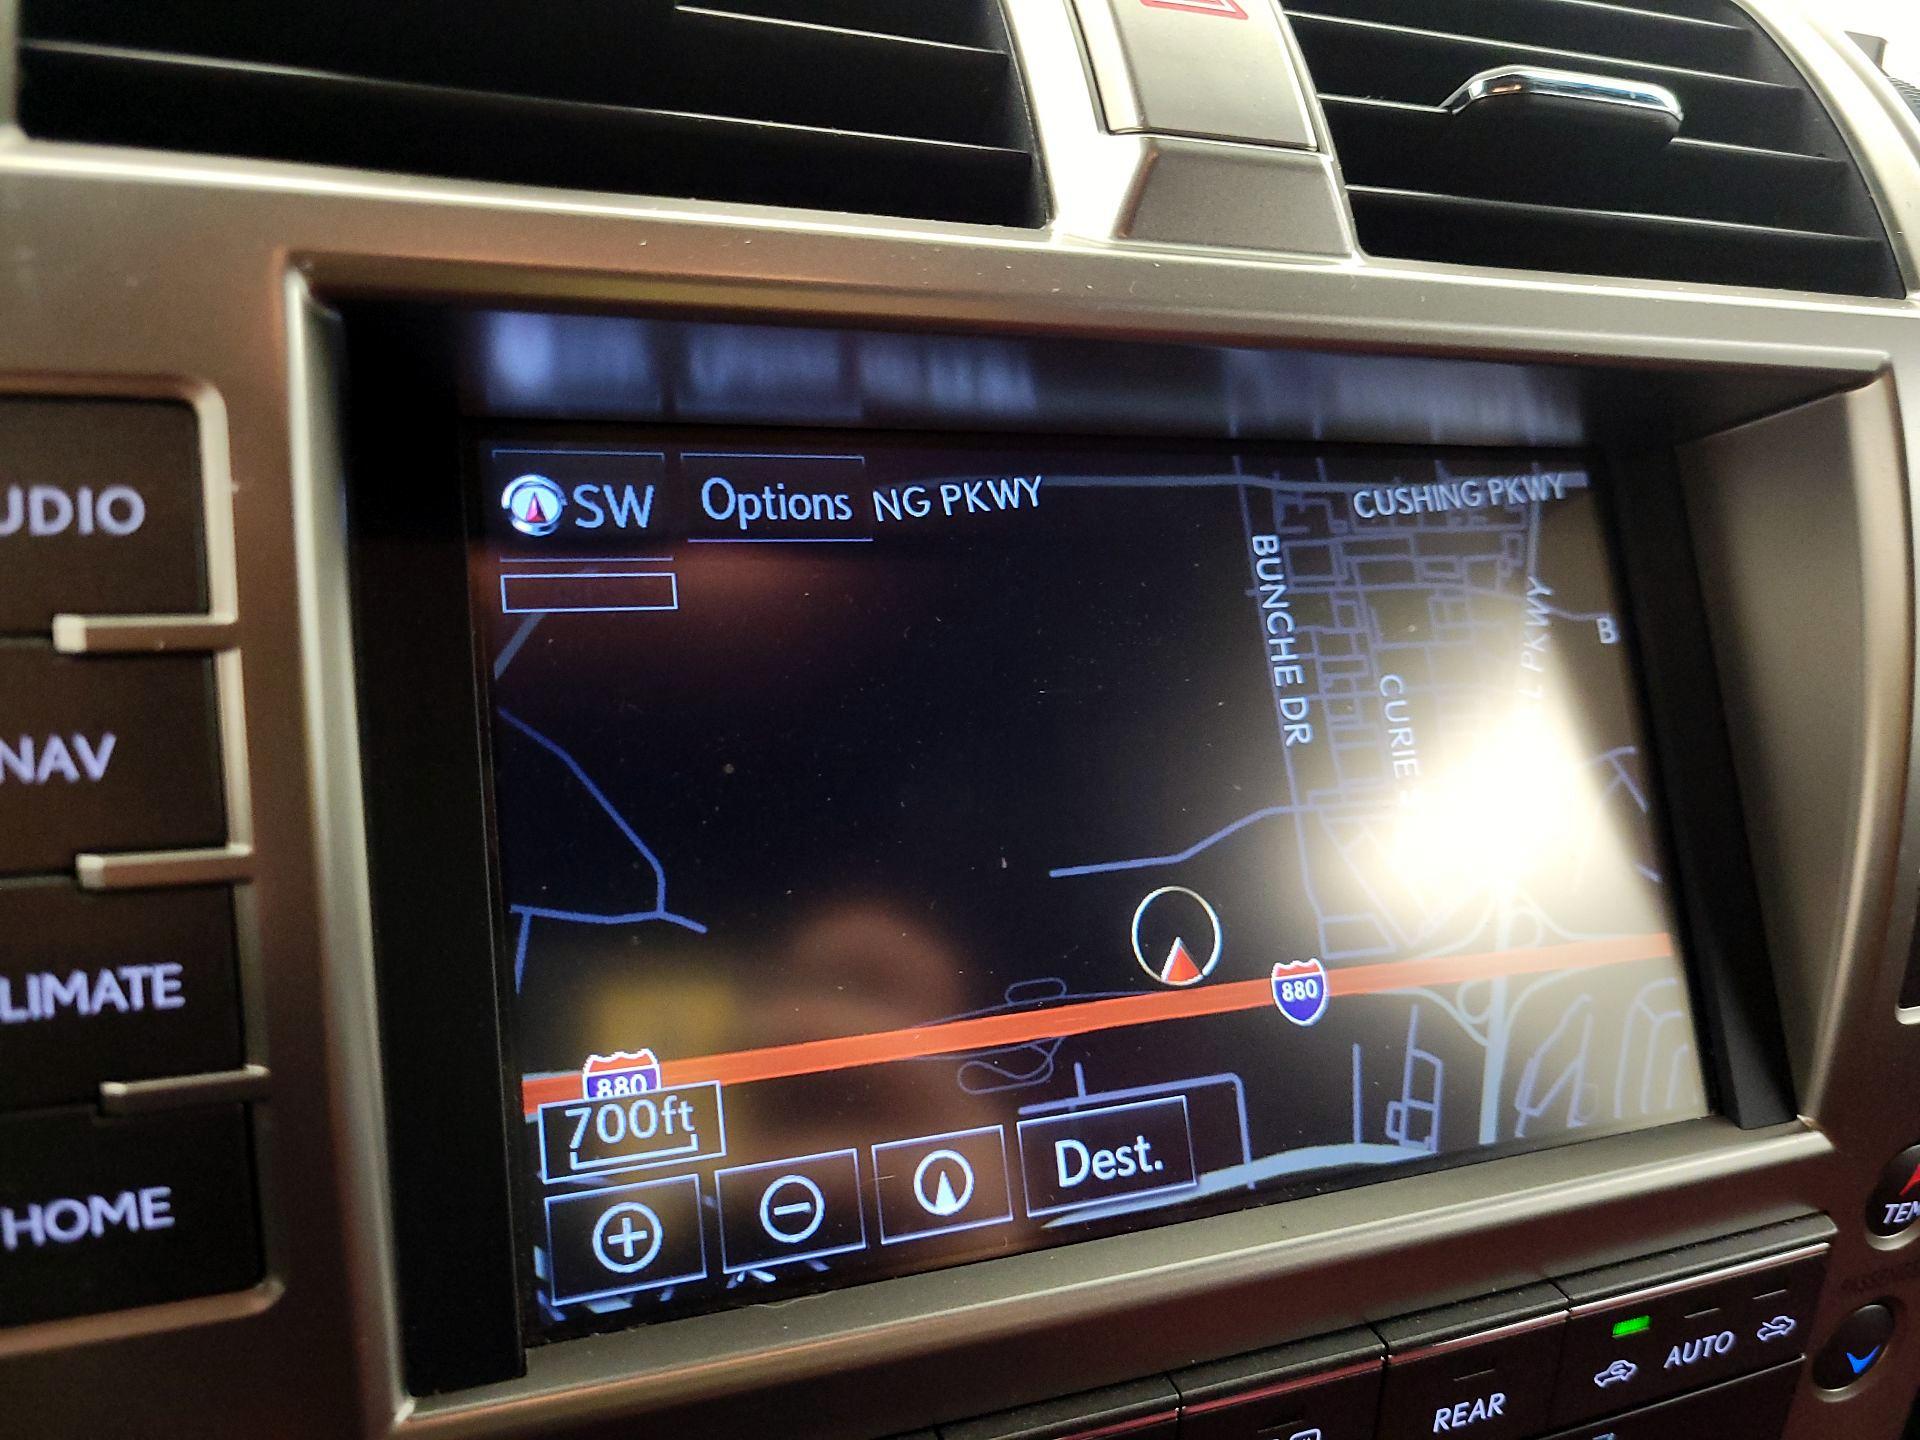 SW
Options
NG PKWY
CUSHING PKWY
BUNCHE DR
L PKWY
B
CURIE
880
880
700ft
Dest.
UDIO
NAV
LIMATE
HOME
TEM
AUTO
REAR